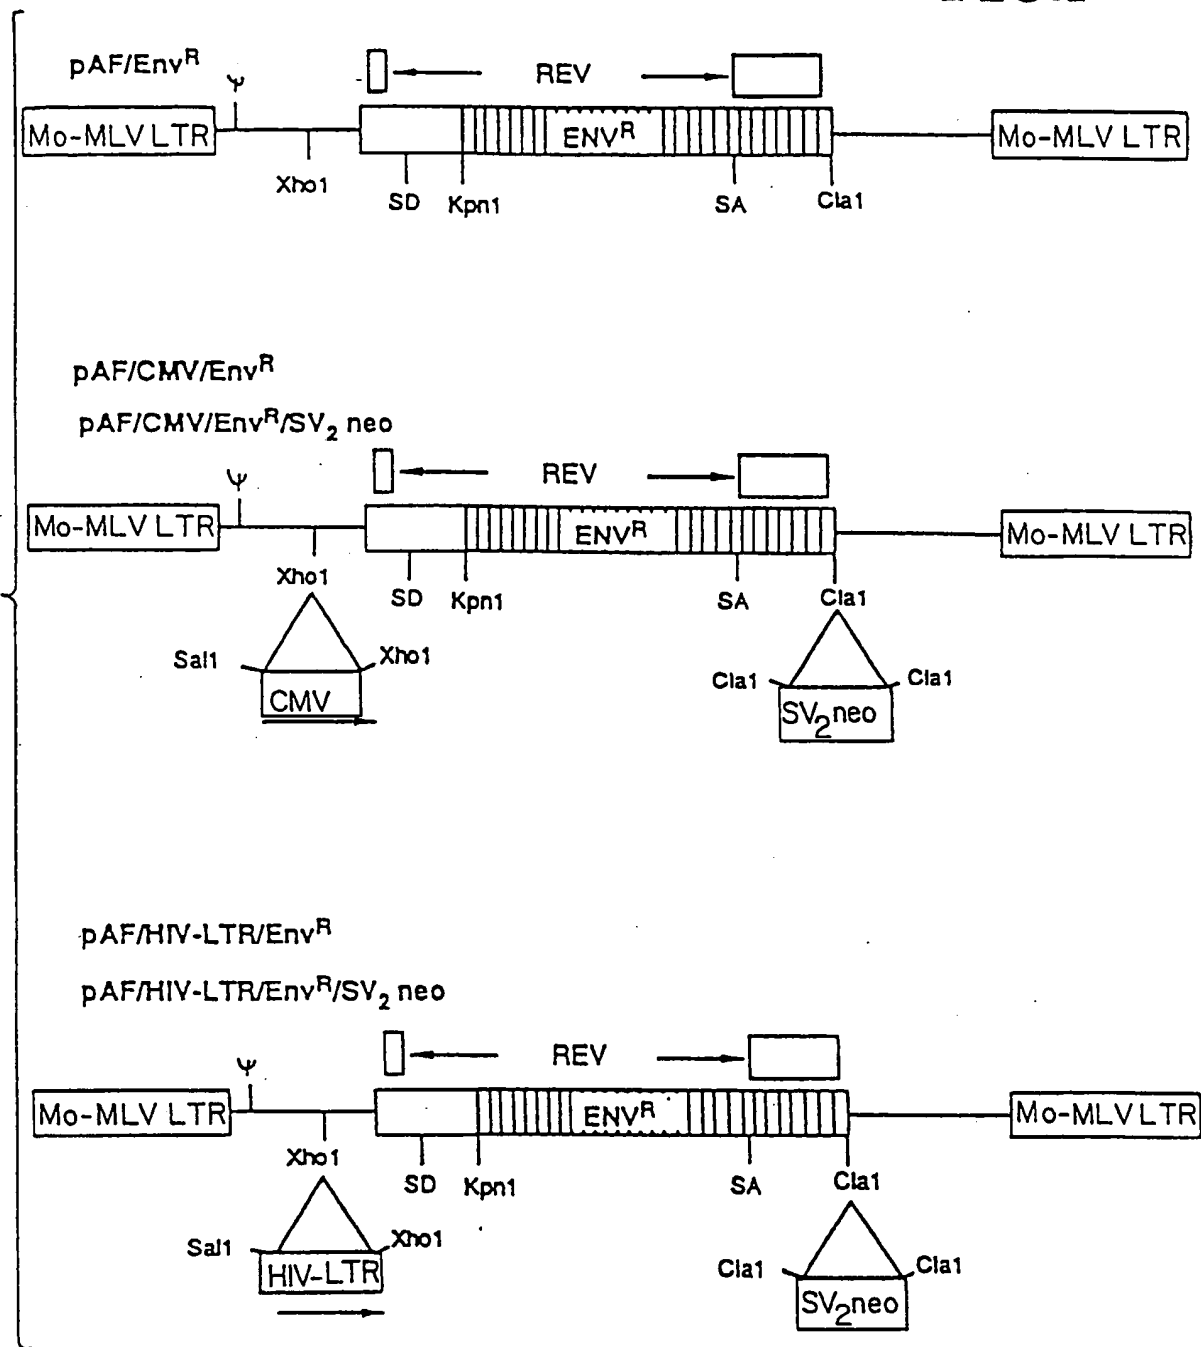 pAF/Env^R
REV
Ψ
Mo-MLV LTR
ENV^R
Mo-MLV LTR
Xho1
SD
Kpn1
SA
Cla1
pAF/CMV/Env^R
pAF/CMV/Env^R/SV₂ neo
REV
Ψ
Mo-MLV LTR
ENV^R
Mo-MLV LTR
Xho1
SD
Kpn1
SA
Cla1
Sal1
Xho1
Cla1
Cla1
CMV
SV₂neo
pAF/HIV-LTR/Env^R
pAF/HIV-LTR/Env^R/SV₂ neo
REV
Ψ
Mo-MLV LTR
ENV^R
Mo-MLV LTR
Xho1
SD
Kpn1
SA
Cla1
Sal1
Xho1
Cla1
Cla1
HIV-LTR
SV₂neo